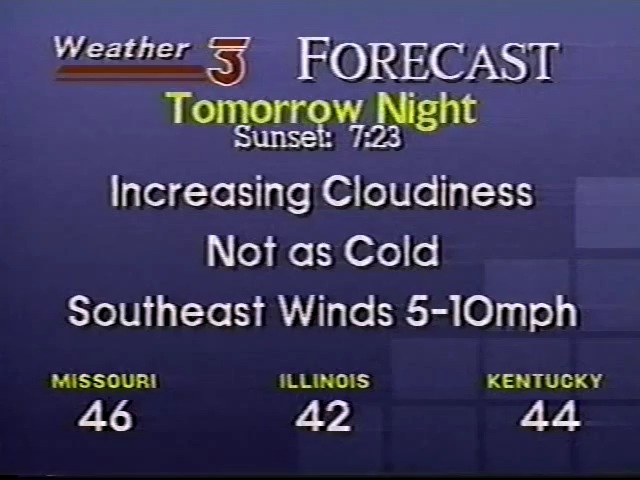 Weather 3 FORECAST
Tomorrow Night
Sunset: 7:23
Increasing Cloudiness
Not as Cold
Southeast Winds 5-10mph
MISSOURI ILLINOIS KENTUCKY
46 42 44